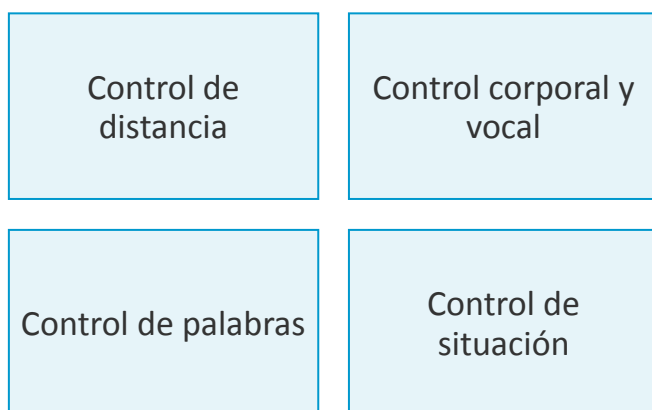 Control de
distancia
Control corporal y
vocal
Control de palabras
Control de
situación